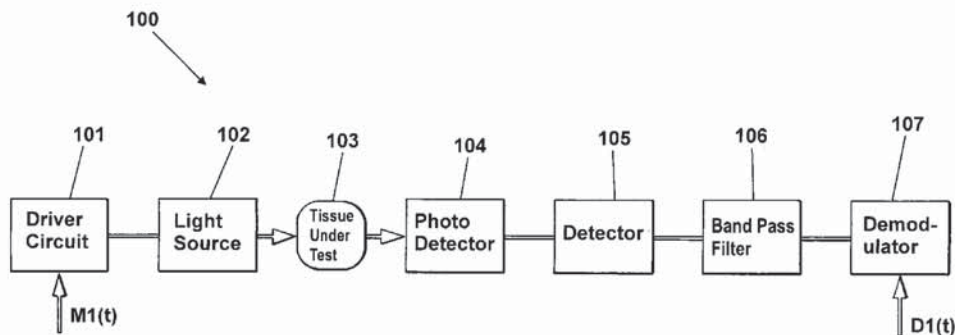 100
101
102
103
104
105
106
107
Driver
Circuit
Light
Source
Tissue
Under
Test
Photo
Detector
Detector
Band Pass
Filter
Demod-
ulator
M1(t)
D1(t)